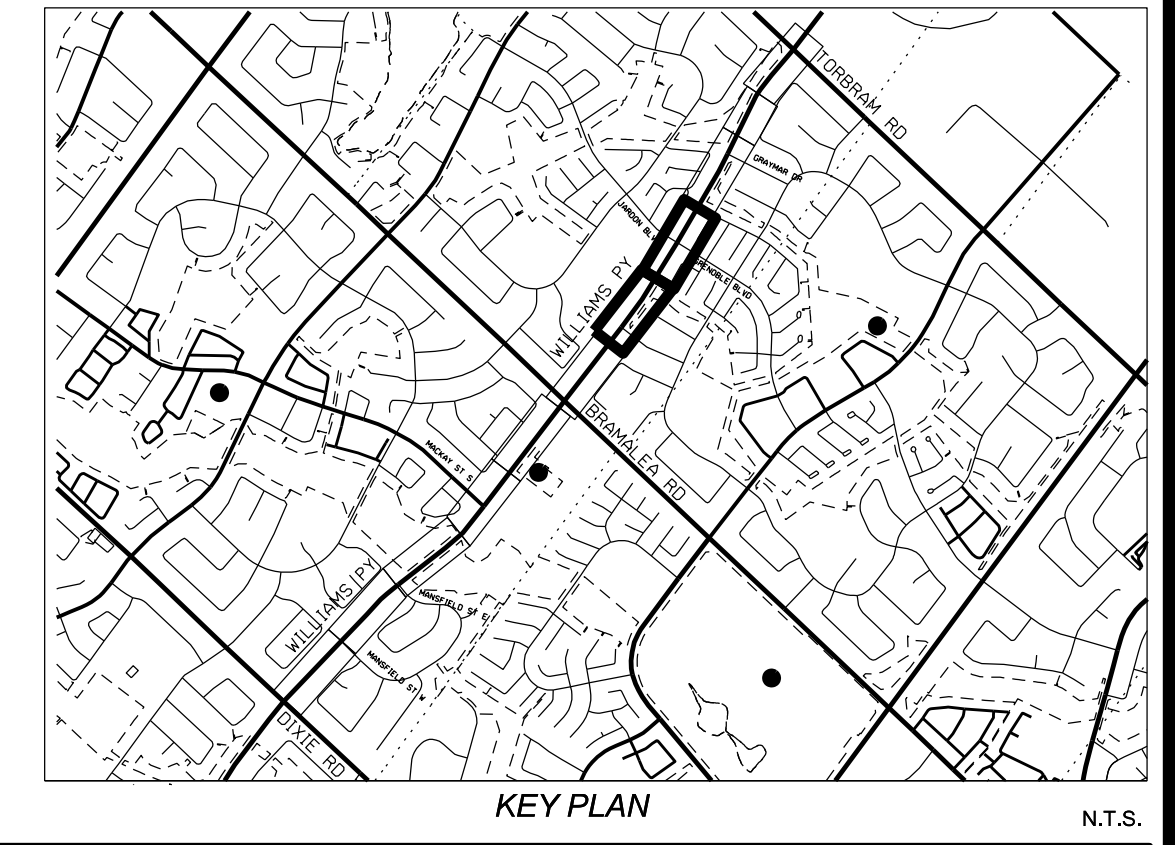 TORBRAM RD
GRAYMAR DR
JARDON BLV
WILLIAMS PY
GRENOBLE BLVD
BRAMALEA RD
MACKAY ST S
WILLIAMS PY
MANSFIELD ST E
MANSFIELD ST W
DIXIE RD
KEY PLAN
N.T.S.